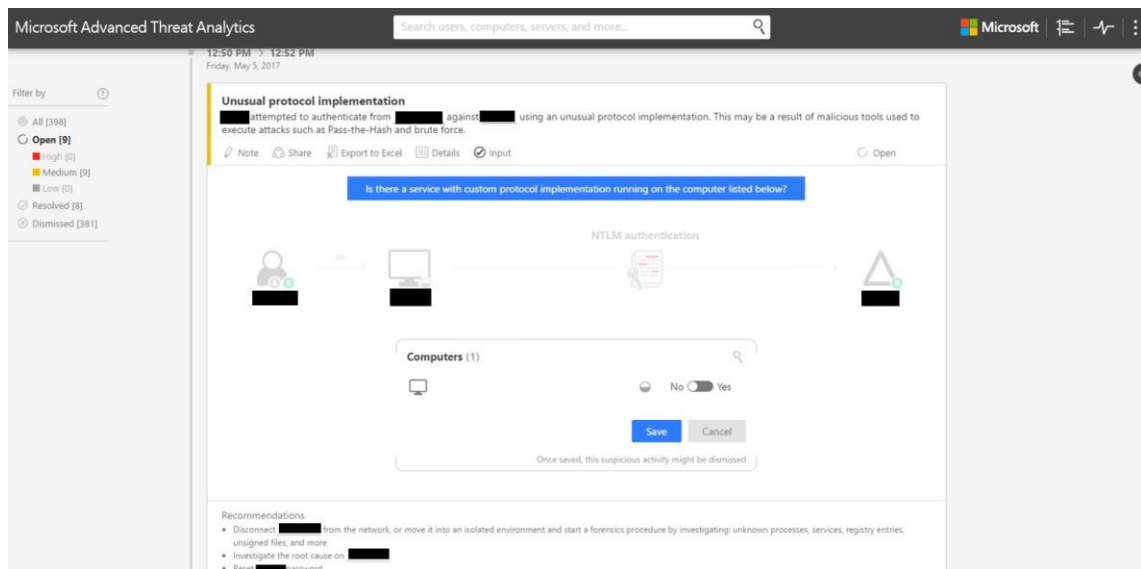 Microsoft Advanced Threat Analytics
Search users, computers, servers, and more...
Microsoft
12:50 PM > 12:52 PM
Friday, May 5, 2017
Filter by
?
All [398]
Open [9]
High [0]
Medium [9]
Low [0]
Resolved [8]
Dismissed [381]
Unusual protocol implementation
attempted to authenticate from against using an unusual protocol implementation. This may be a result of malicious tools used to
execute attacks such as Pass-the-Hash and brute force.
Note Share Export to Excel Details Input Open
Is there a service with custom protocol implementation running on the computer listed below?
NTLM authentication
On
Computers (1)
No Yes
Save Cancel
Once saved, this suspicious activity might be dismissed
Recommendations
• Disconnect from the network, or move it into an isolated environment and start a forensics procedure by investigating: unknown processes, services, registry entries,
unsigned files, and more
• Investigate the root cause on
• Reset password